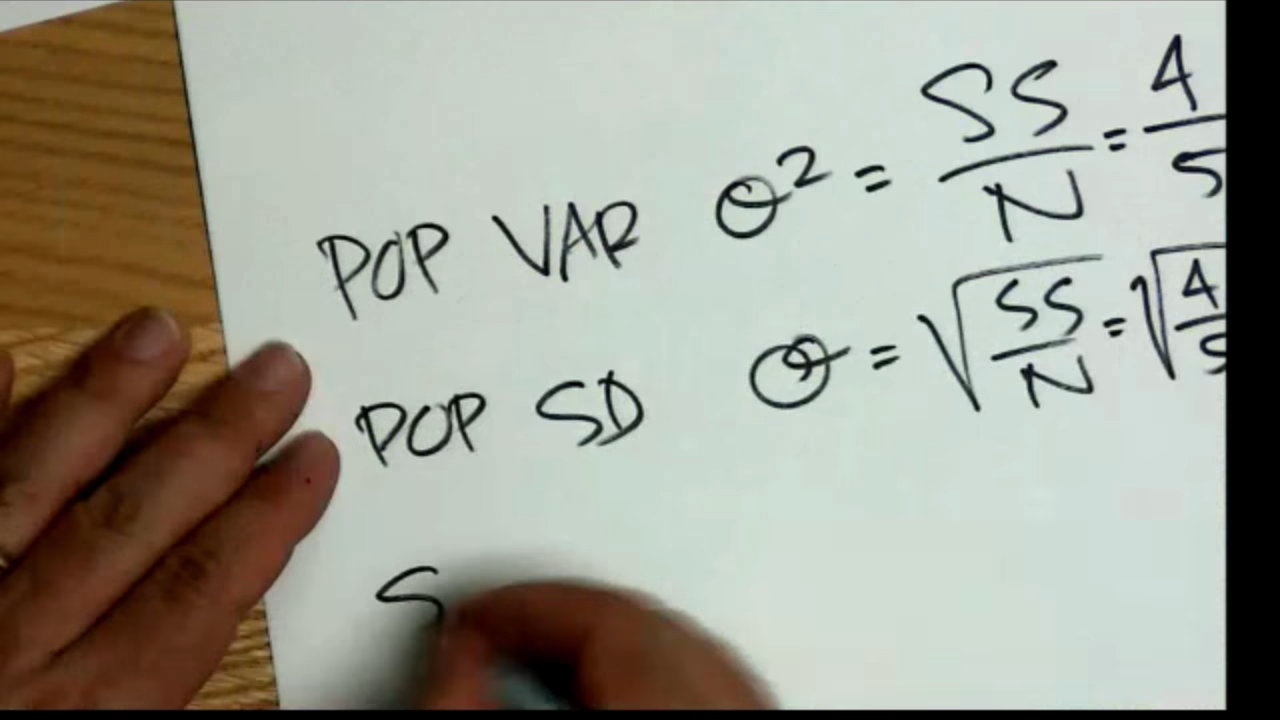 POP VAR σ² = SS/N = 4/5
POP SD σ = √(SS/N) = √(4/5)
S